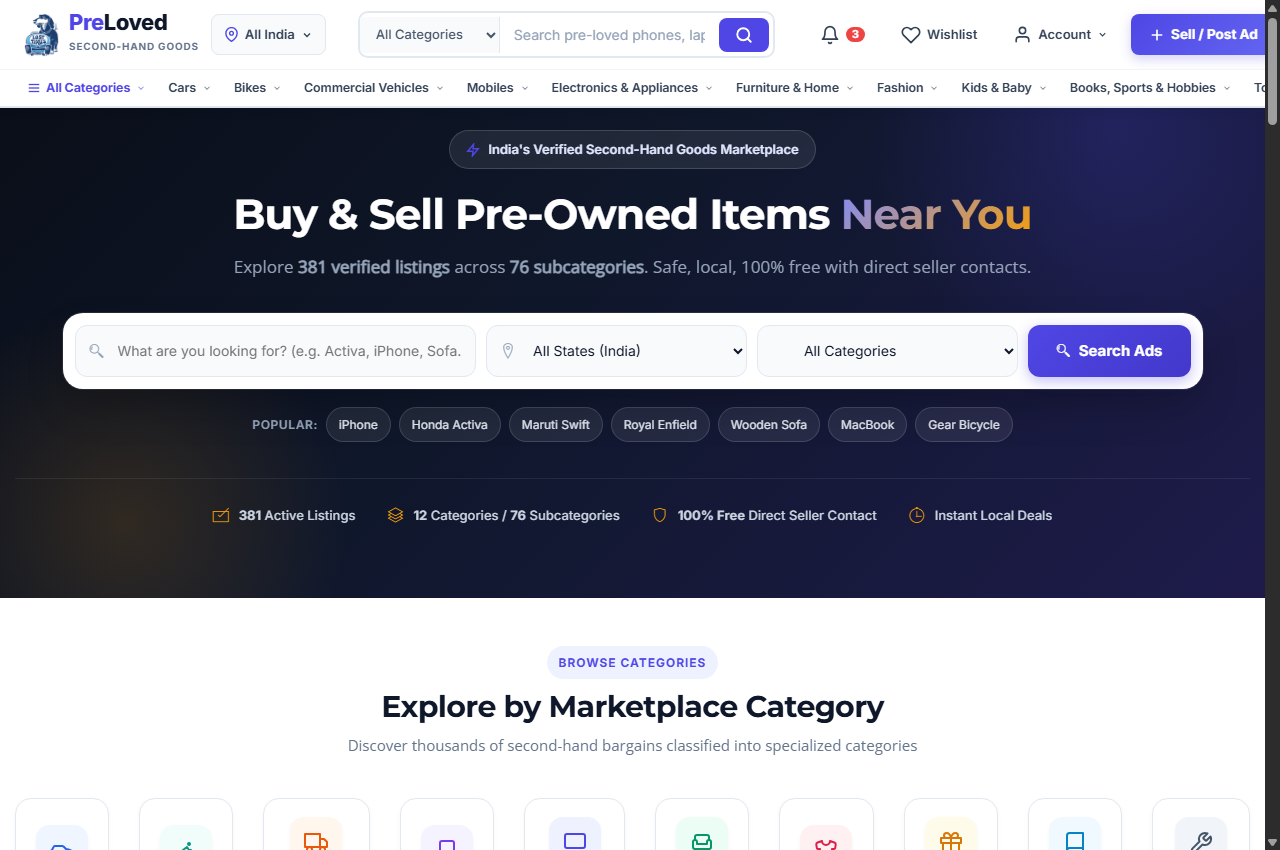 PreLoved
SECOND-HAND GOODS
All India
All Categories
Search pre-loved phones, lap
3
Wishlist
Account
Sell / Post Ad
All Categories
Cars
Bikes
Commercial Vehicles
Mobiles
Electronics & Appliances
Furniture & Home
Fashion
Kids & Baby
Books, Sports & Hobbies
India's Verified Second-Hand Goods Marketplace
Buy & Sell Pre-Owned Items Near You
Explore 381 verified listings across 76 subcategories. Safe, local, 100% free with direct seller contacts.
What are you looking for? (e.g. Activa, iPhone, Sofa.
All States (India)
All Categories
Search Ads
POPULAR:
iPhone
Honda Activa
Maruti Swift
Royal Enfield
Wooden Sofa
MacBook
Gear Bicycle
381 Active Listings
12 Categories / 76 Subcategories
100% Free Direct Seller Contact
Instant Local Deals
BROWSE CATEGORIES
Explore by Marketplace Category
Discover thousands of second-hand bargains classified into specialized categories